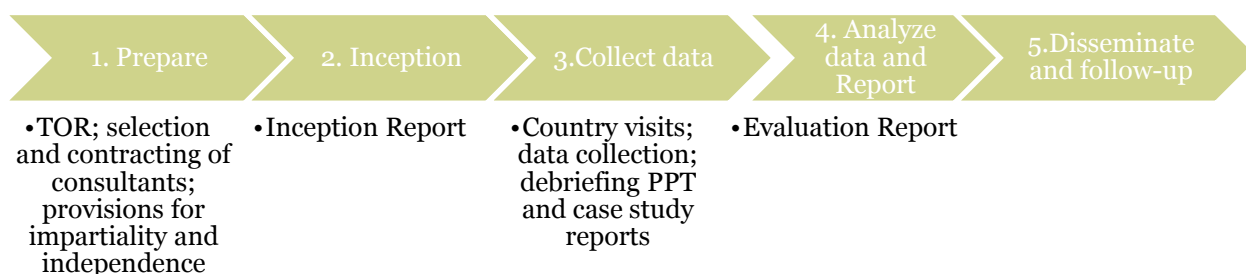 1. Prepare
2. Inception
3.Collect data
4. Analyze
data and
Report
5.Disseminate
and follow-up
•TOR; selection
and contracting of
consultants;
provisions for
impartiality and
independence
•Inception Report
•Country visits;
data collection;
debriefing PPT
and case study
reports
•Evaluation Report